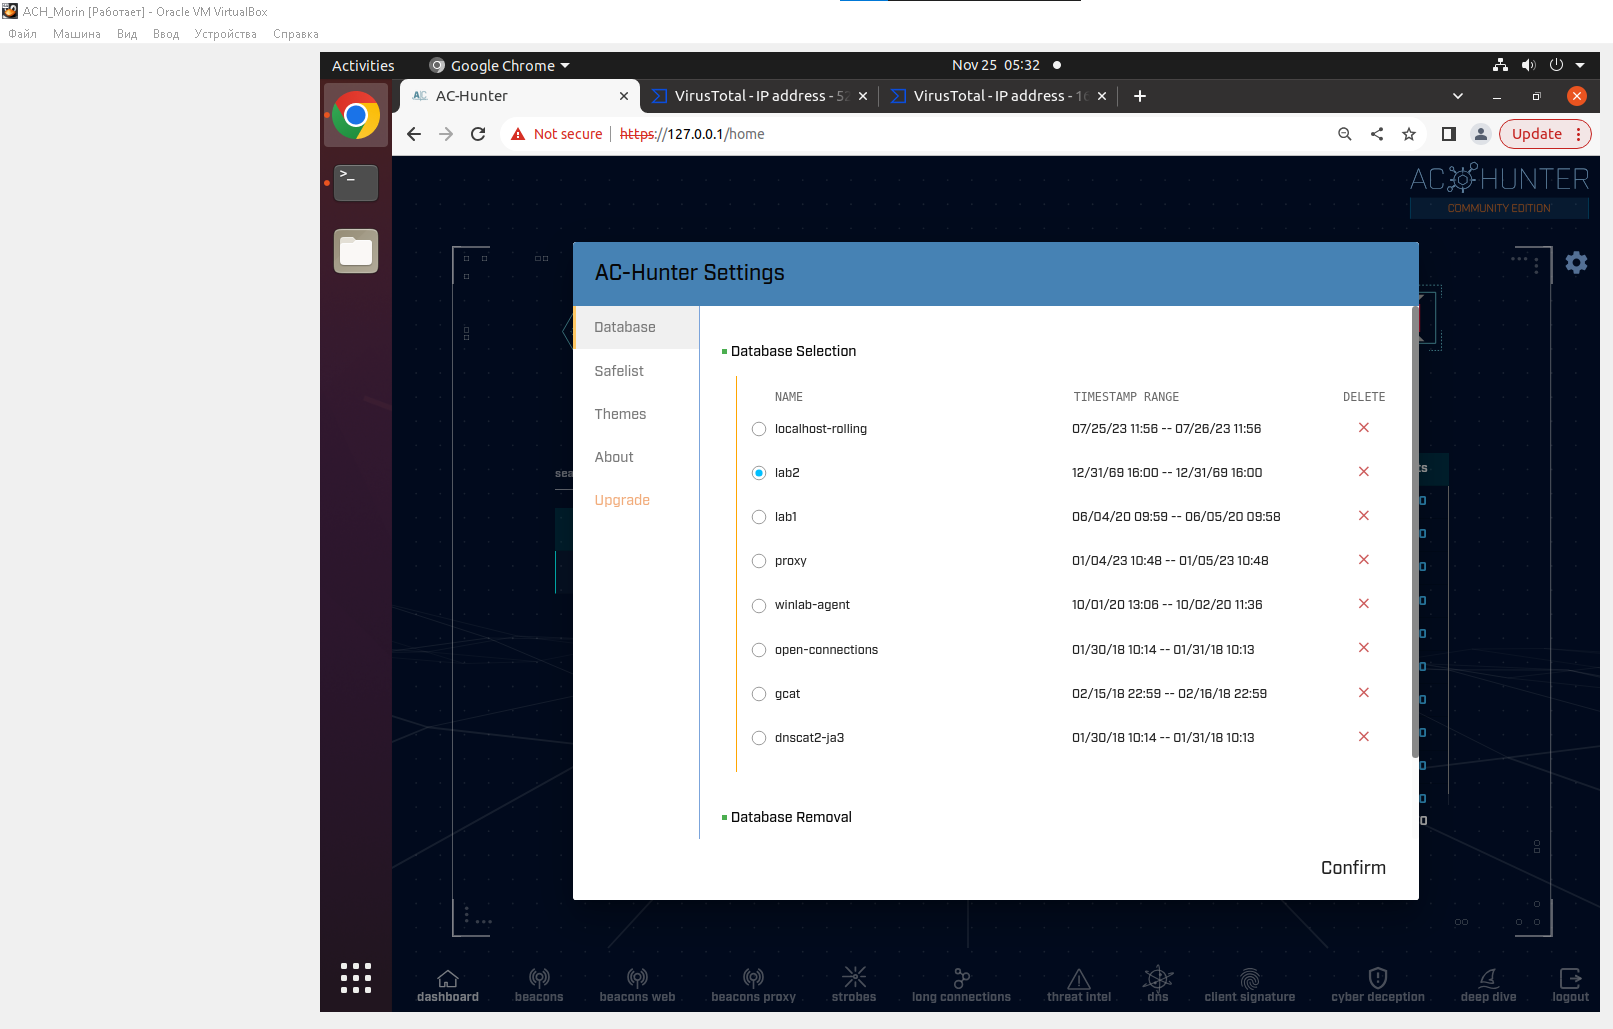 ACH_Morin [Работает] - Oracle VM VirtualBox
Файл Машина Вид Ввод Устройства Справка
Activities Google Chrome Nov 25 05:32
AC-Hunter VirusTotal - IP address - 52 VirusTotal - IP address - 16
Not secure https://127.0.0.1/home Update
AC HUNTER
COMMUNITY EDITION
AC-Hunter Settings
Database
Safelist
Themes
About
Upgrade
Database Selection
NAME TIMESTAMP RANGE DELETE
localhost-rolling 07/25/23 11:56 -- 07/26/23 11:56
lab2 12/31/69 16:00 -- 12/31/69 16:00
lab1 06/04/20 09:59 -- 06/05/20 09:58
proxy 01/04/23 10:48 -- 01/05/23 10:48
winlab-agent 10/01/20 13:06 -- 10/02/20 11:36
open-connections 01/30/18 10:14 -- 01/31/18 10:13
gcat 02/15/18 22:59 -- 02/16/18 22:59
dnscat2-ja3 01/30/18 10:14 -- 01/31/18 10:13
Database Removal
Confirm
dashboard beacons beacons web beacons proxy strobes long connections threat intel dns client signature cyber deception deep dive logout